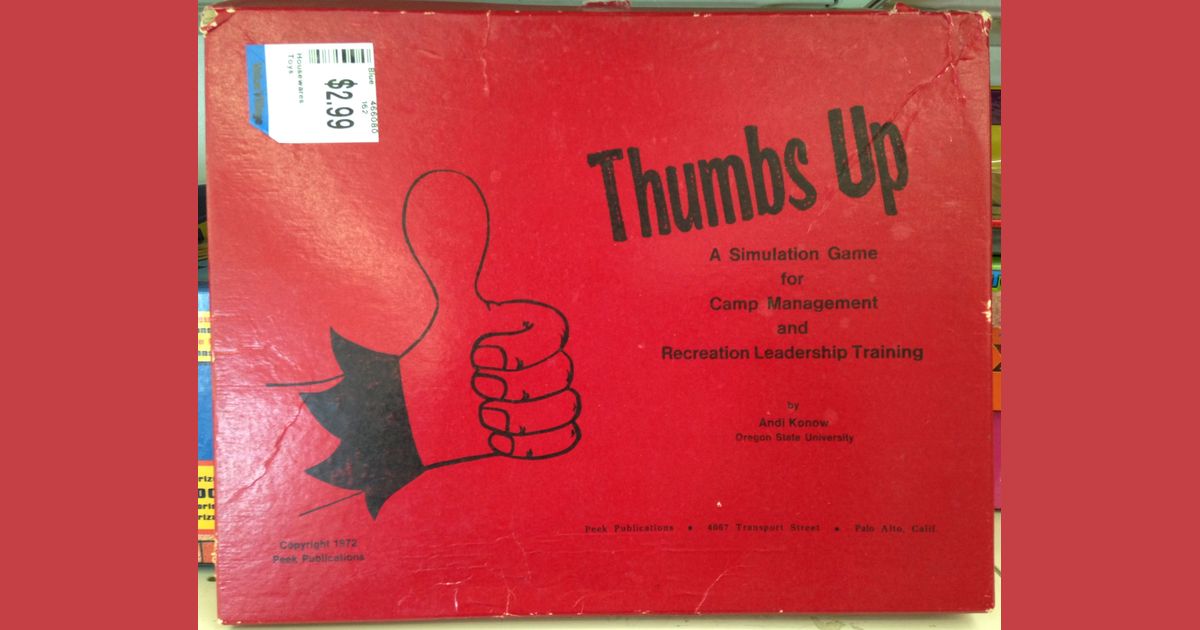 Blue 466080
162
$2.99
Housewares
Toys
Thumbs Up
A Simulation Game
for
Camp Management
and
Recreation Leadership Training
by
Andi Konow
Oregon State University
Peek Publications • 4067 Transport Street • Palo Alto, Calif.
Copyright 1972
Peek Publications